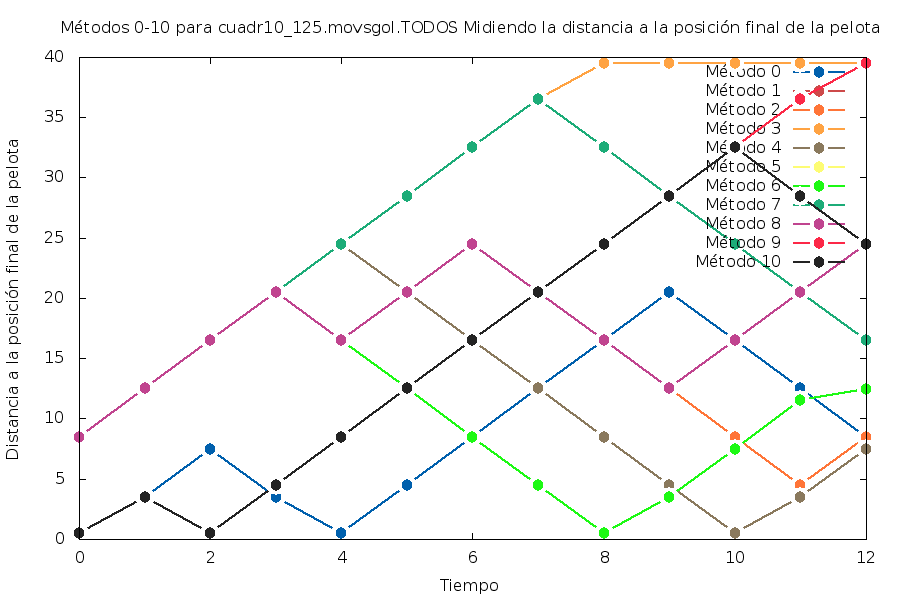 Métodos 0-10 para cuadr10_125.movsgol.TODOS Midiendo la distancia a la posición final de la pelota
Distancia a la posición final de la pelota
40
35
30
25
20
15
10
5
0
Método 0
Método 1
Método 2
Método 3
Método 4
Método 5
Método 6
Método 7
Método 8
Método 9
Método 10
0 2 4 6 8 10 12
Tiempo